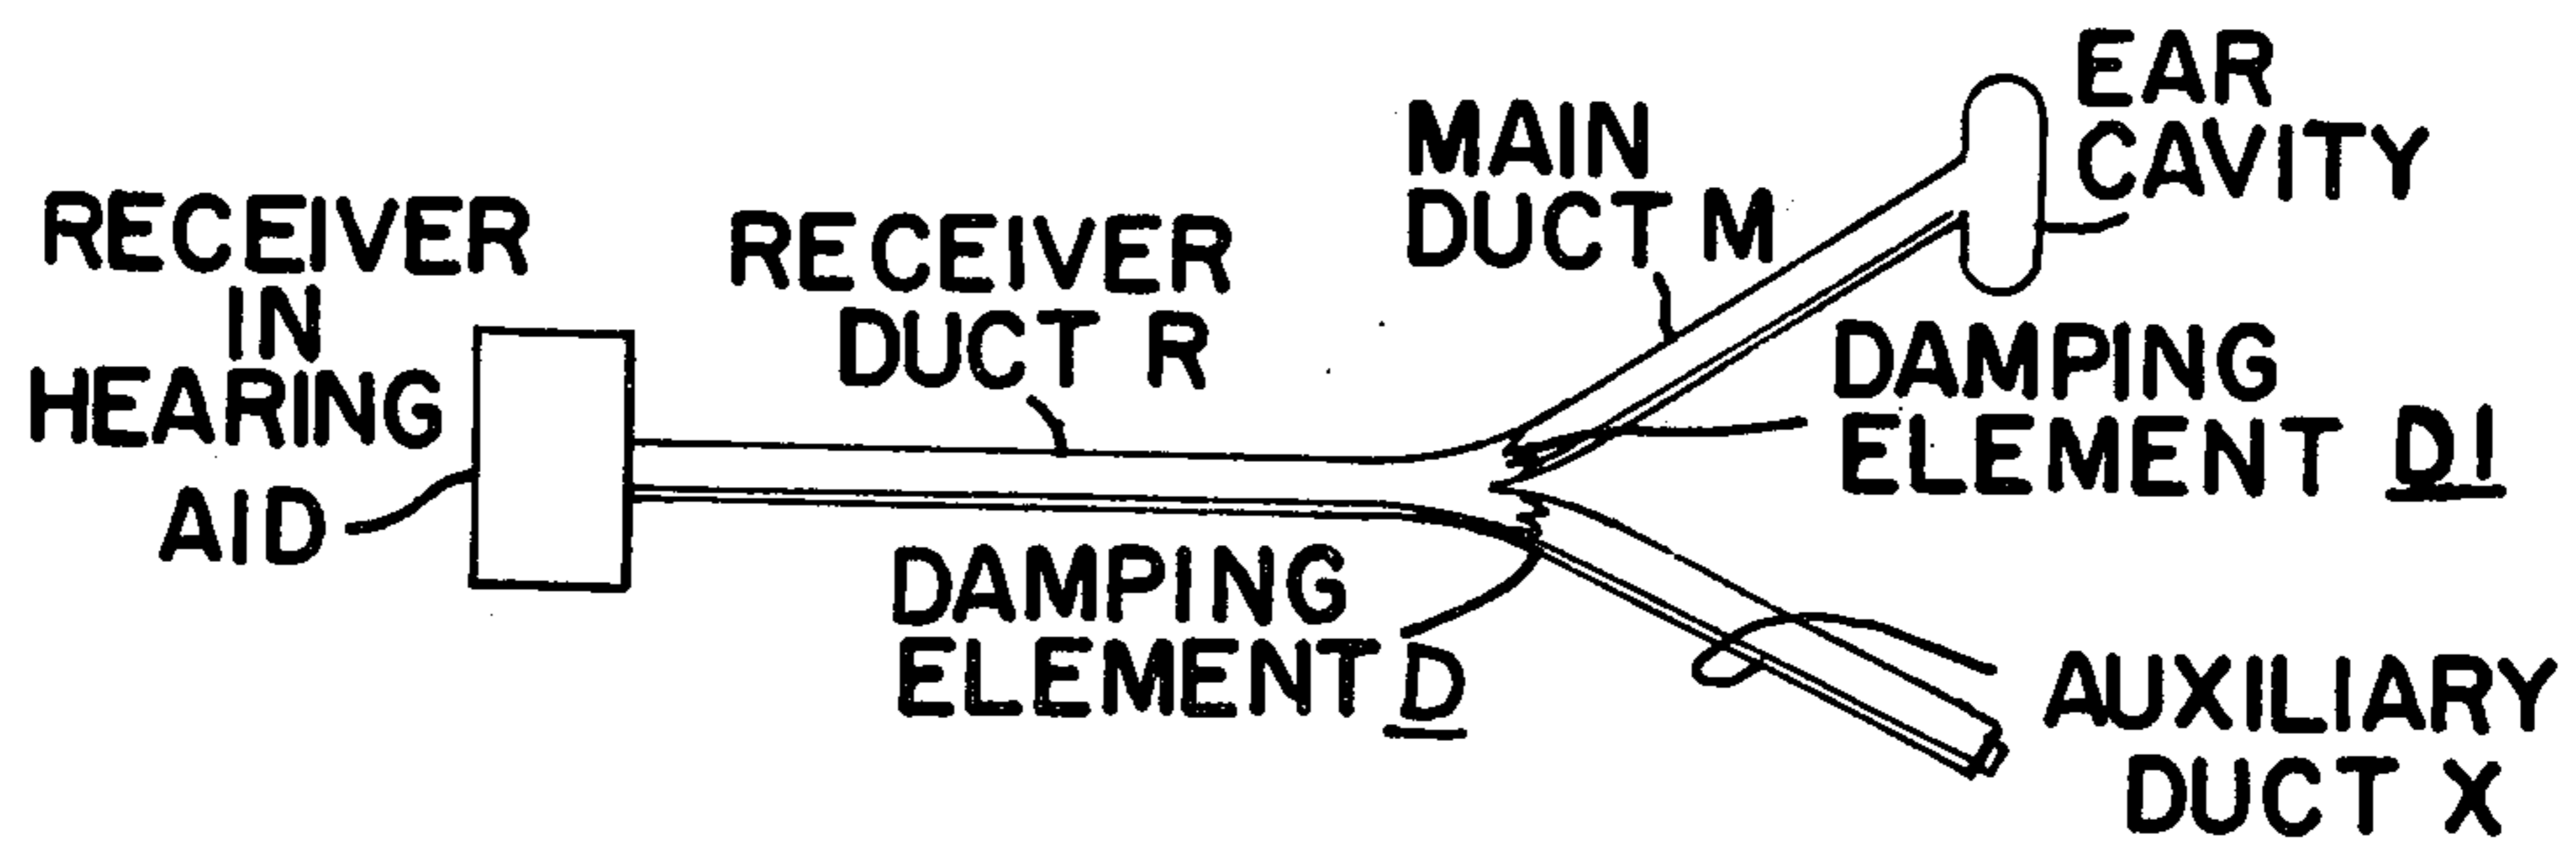 RECEIVER
IN
HEARING
AID
RECEIVER
DUCT R
MAIN
DUCT M
EAR
CAVITY
DAMPING
ELEMENT D1
DAMPING
ELEMENT D
AUXILIARY
DUCT X